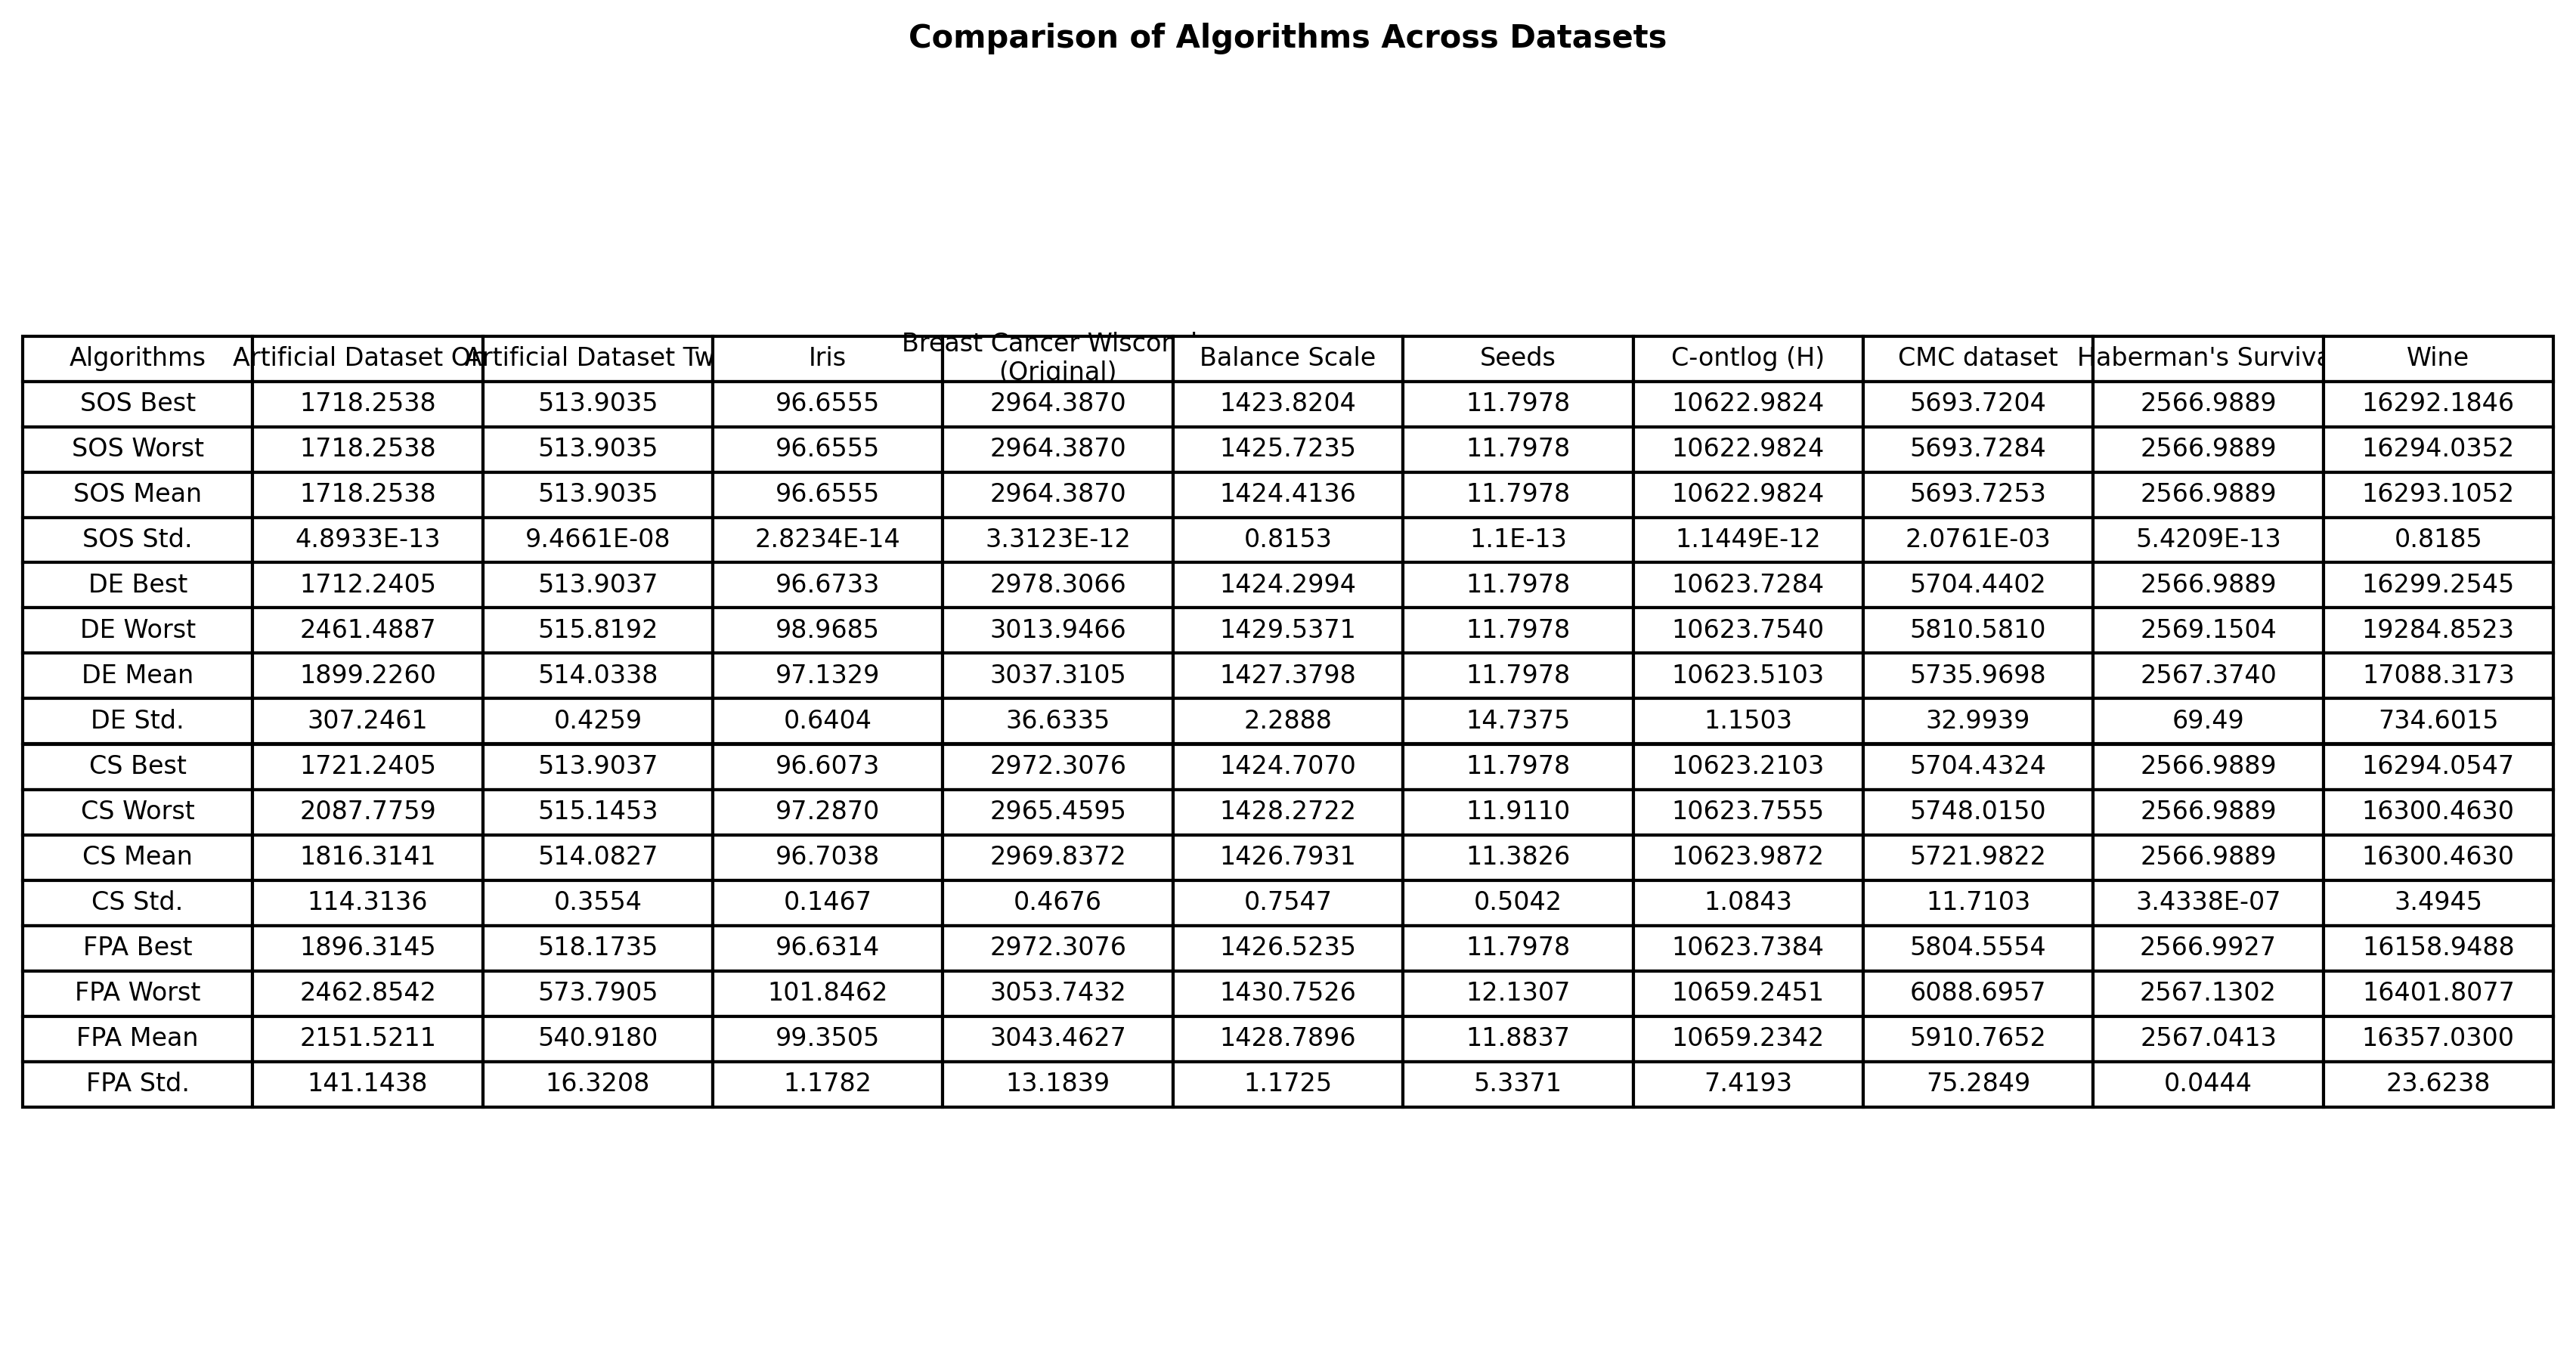 Comparison of Algorithms Across Datasets
Algorithms Artificial Dataset Artificial Dataset Tw Iris Breast Cancer Wiscon (Original) Balance Scale Seeds C-ontlog (H) CMC dataset Haberman's Surviva Wine
SOS Best 1718.2538 513.9035 96.6555 2964.3870 1423.8204 11.7978 10622.9824 5693.7204 2566.9889 16292.1846
SOS Worst 1718.2538 513.9035 96.6555 2964.3870 1425.7235 11.7978 10622.9824 5693.7284 2566.9889 16294.0352
SOS Mean 1718.2538 513.9035 96.6555 2964.3870 1424.4136 11.7978 10622.9824 5693.7253 2566.9889 16293.1052
SOS Std. 4.8933E-13 9.4661E-08 2.8234E-14 3.3123E-12 0.8153 1.1E-13 1.1449E-12 2.0761E-03 5.4209E-13 0.8185
DE Best 1712.2405 513.9037 96.6733 2978.3066 1424.2994 11.7978 10623.7284 5704.4402 2566.9889 16299.2545
DE Worst 2461.4887 515.8192 98.9685 3013.9466 1429.5371 11.7978 10623.7540 5810.5810 2569.1504 19284.8523
DE Mean 1899.2260 514.0338 97.1329 3037.3105 1427.3798 11.7978 10623.5103 5735.9698 2567.3740 17088.3173
DE Std. 307.2461 0.4259 0.6404 36.6335 2.2888 14.7375 1.1503 32.9939 69.49 734.6015
CS Best 1721.2405 513.9037 96.6073 2972.3076 1424.7070 11.7978 10623.2103 5704.4324 2566.9889 16294.0547
CS Worst 2087.7759 515.1453 97.2870 2965.4595 1428.2722 11.9110 10623.7555 5748.0150 2566.9889 16300.4630
CS Mean 1816.3141 514.0827 96.7038 2969.8372 1426.7931 11.3826 10623.9872 5721.9822 2566.9889 16300.4630
CS Std. 114.3136 0.3554 0.1467 0.4676 0.7547 0.5042 1.0843 11.7103 3.4338E-07 3.4945
FPA Best 1896.3145 518.1735 96.6314 2972.3076 1426.5235 11.7978 10623.7384 5804.5554 2566.9927 16158.9488
FPA Worst 2462.8542 573.7905 101.8462 3053.7432 1430.7526 12.1307 10659.2451 6088.6957 2567.1302 16401.8077
FPA Mean 2151.5211 540.9180 99.3505 3043.4627 1428.7896 11.8837 10659.2342 5910.7652 2567.0413 16357.0300
FPA Std. 141.1438 16.3208 1.1782 13.1839 1.1725 5.3371 7.4193 75.2849 0.0444 23.6238